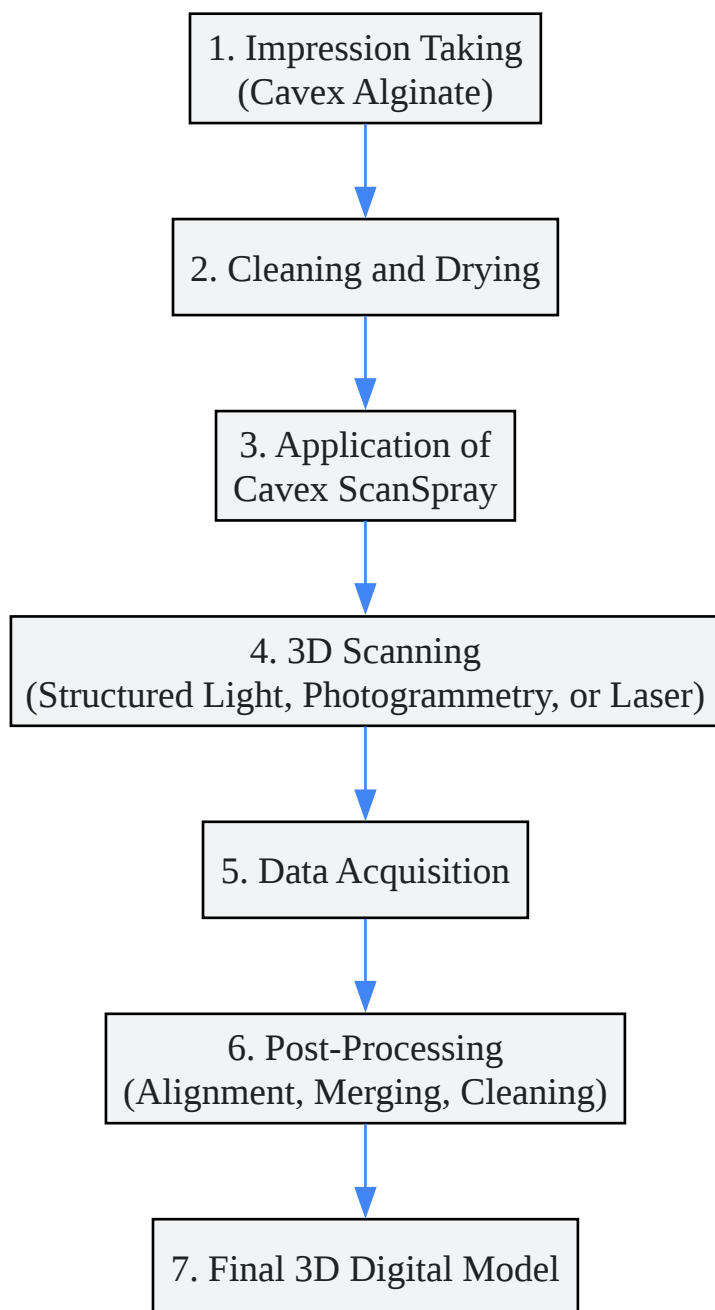 1. Impression Taking
(Cavex Alginate)
2. Cleaning and Drying
3. Application of
Cavex ScanSpray
4. 3D Scanning
(Structured Light, Photogrammetry, or Laser)
5. Data Acquisition
6. Post-Processing
(Alignment, Merging, Cleaning)
7. Final 3D Digital Model